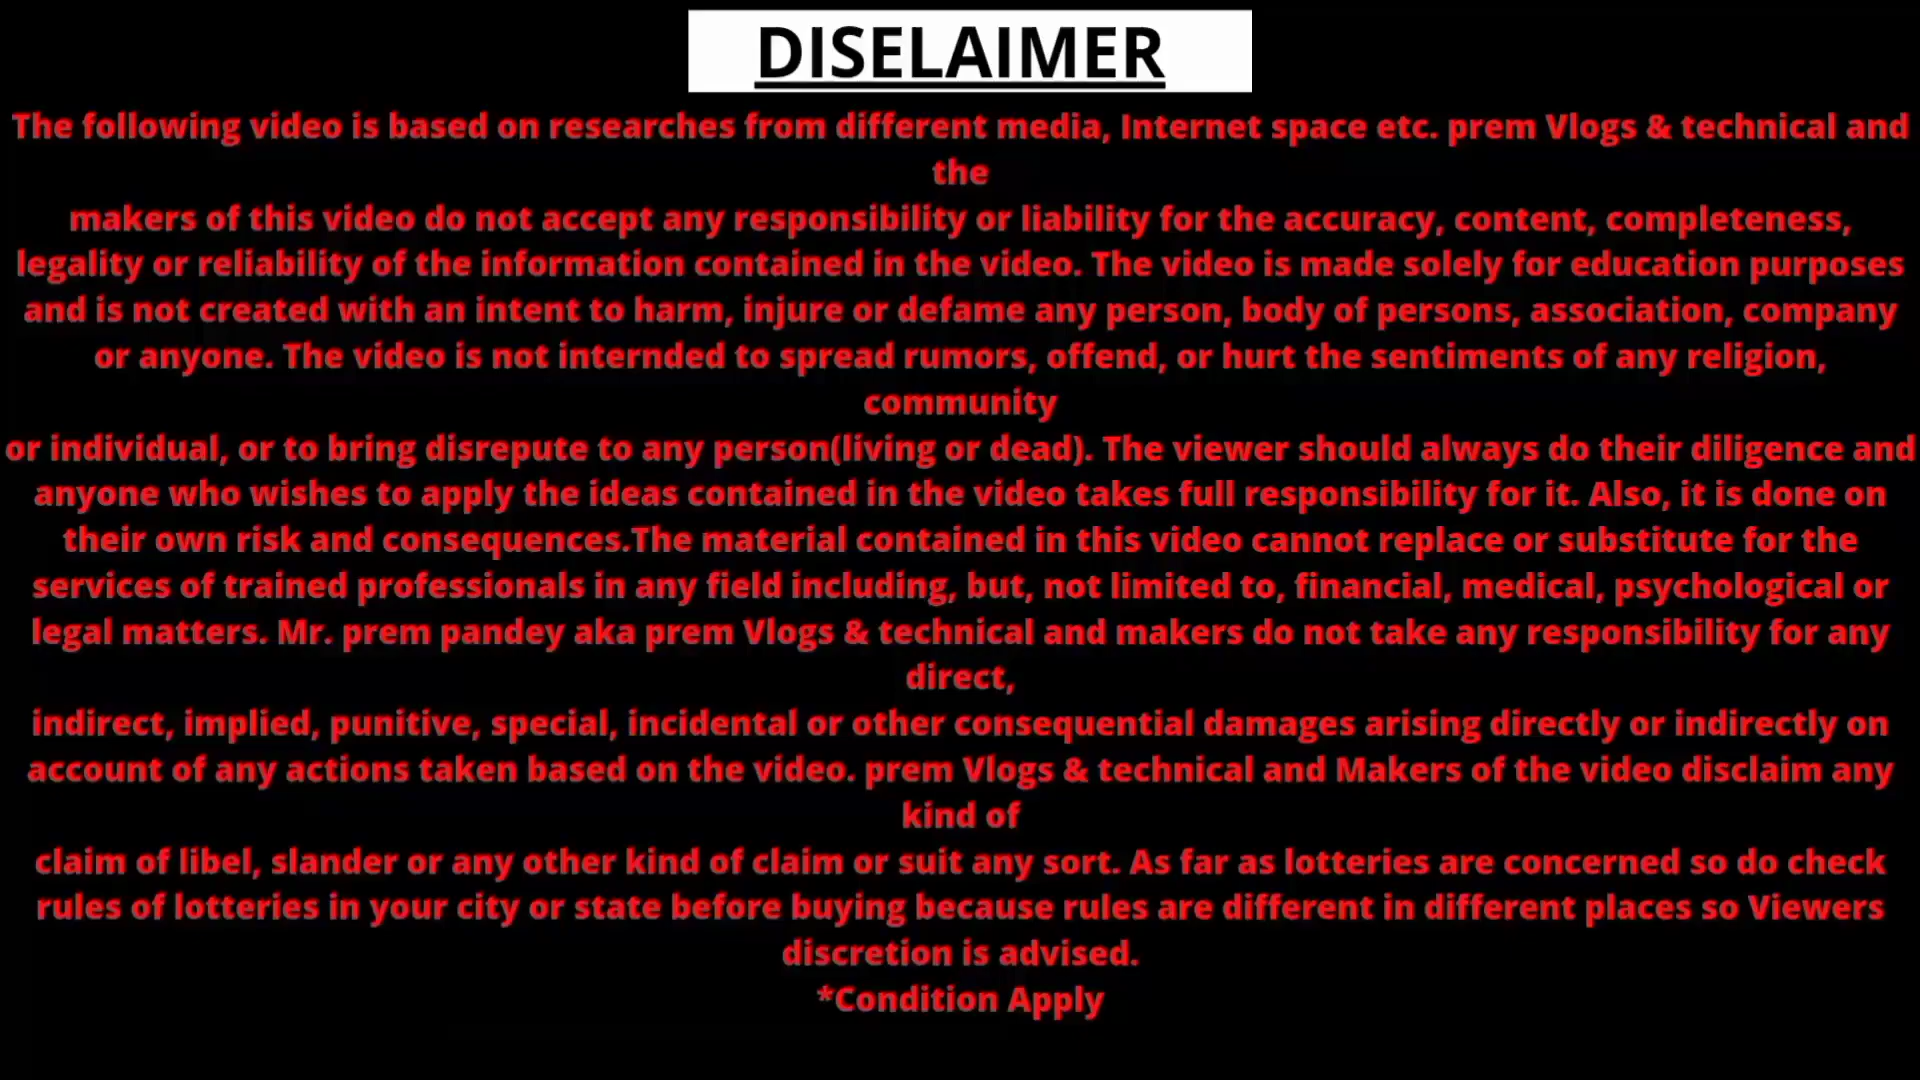 DISELAIMER
The following video is based on researches from different media, Internet space etc. prem Vlogs & technical and
the
makers of this video do not accept any responsibility or liability for the accuracy, content, completeness,
legality or reliability of the information contained in the video. The video is made solely for education purposes
and is not created with an intent to harm, injure or defame any person, body of persons, association, company
or anyone. The video is not internded to spread rumors, offend, or hurt the sentiments of any religion,
community
or individual, or to bring disrepute to any person(living or dead). The viewer should always do their diligence and
anyone who wishes to apply the ideas contained in the video takes full responsibility for it. Also, it is done on
their own risk and consequences.The material contained in this video cannot replace or substitute for the
services of trained professionals in any field including, but, not limited to, financial, medical, psychological or
legal matters. Mr. prem pandey aka prem Vlogs & technical and makers do not take any responsibility for any
direct,
indirect, implied, punitive, special, incidental or other consequential damages arising directly or indirectly on
account of any actions taken based on the video. prem Vlogs & technical and Makers of the video disclaim any
kind of
claim of libel, slander or any other kind of claim or suit any sort. As far as lotteries are concerned so do check
rules of lotteries in your city or state before buying because rules are different in different places so Viewers
discretion is advised.
*Condition Apply